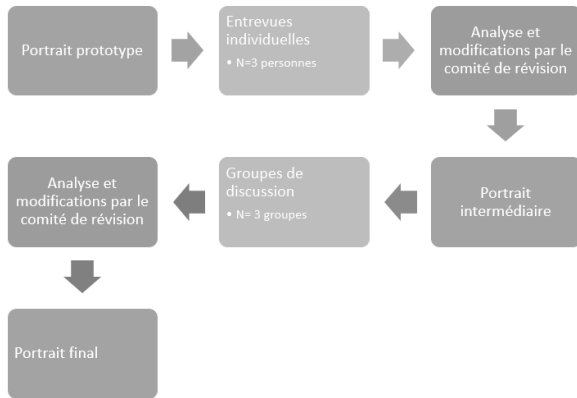 Portrait prototype
Entrevues
individuelles
• N=3 personnes
Analyse et
modifications par le
comité de révision
Portrait
intermédiaire
Groupes de
discussion
• N= 3 groupes
Analyse et
modifications par le
comité de révision
Portrait final